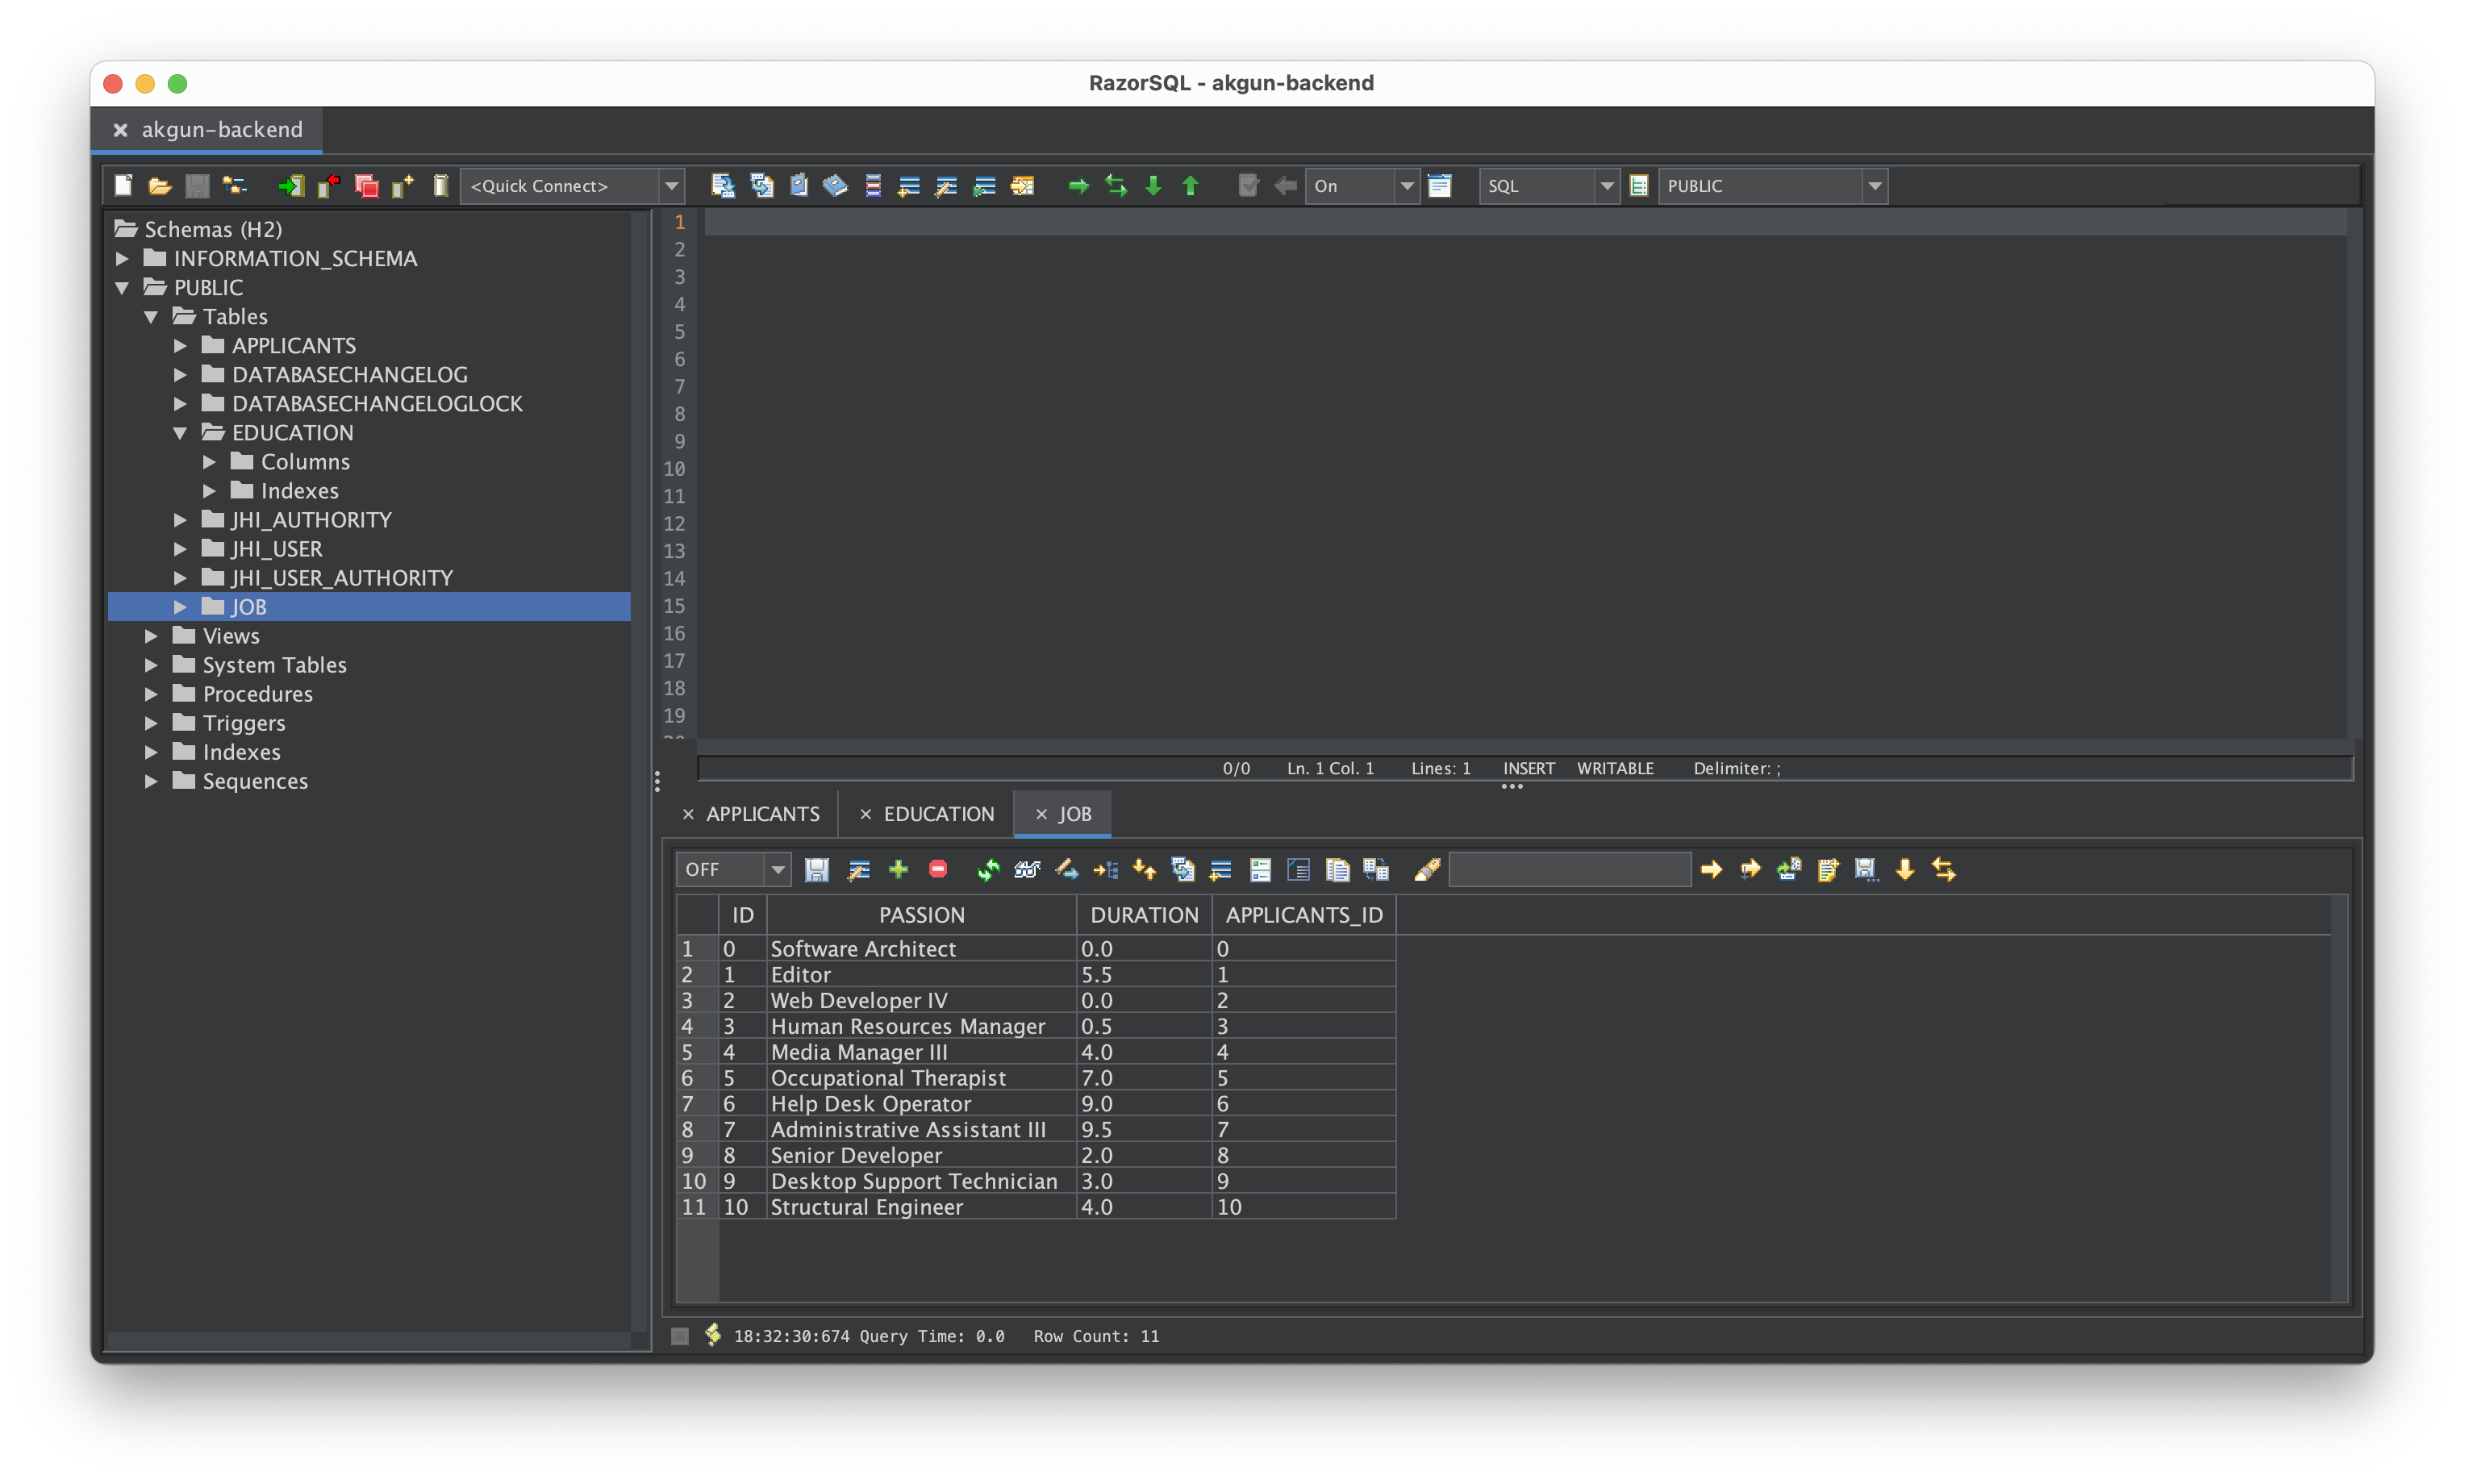 RazorSQL - akgun-backend
akgun-backend
<Quick Connect>
On
SQL
PUBLIC
Schemas (H2)
INFORMATION_SCHEMA
PUBLIC
Tables
APPLICANTS
DATABASECHANGELOG
DATABASECHANGELOGLOCK
EDUCATION
Columns
Indexes
JHI_AUTHORITY
JHI_USER
JHI_USER_AUTHORITY
JOB
Views
System Tables
Procedures
Triggers
Indexes
Sequences
1
2
3
4
5
6
7
8
9
10
11
12
13
14
15
16
17
18
19
0/0 Ln. 1 Col. 1 Lines: 1 INSERT WRITABLE Delimiter: ;
APPLICANTS EDUCATION JOB
OFF
ID PASSION DURATION APPLICANTS_ID
1 0 Software Architect 0.0 0
2 1 Editor 5.5 1
3 2 Web Developer IV 0.0 2
4 3 Human Resources Manager 0.5 3
5 4 Media Manager III 4.0 4
6 5 Occupational Therapist 7.0 5
7 6 Help Desk Operator 9.0 6
8 7 Administrative Assistant III 9.5 7
9 8 Senior Developer 2.0 8
10 9 Desktop Support Technician 3.0 9
11 10 Structural Engineer 4.0 10
18:32:30:674 Query Time: 0.0 Row Count: 11